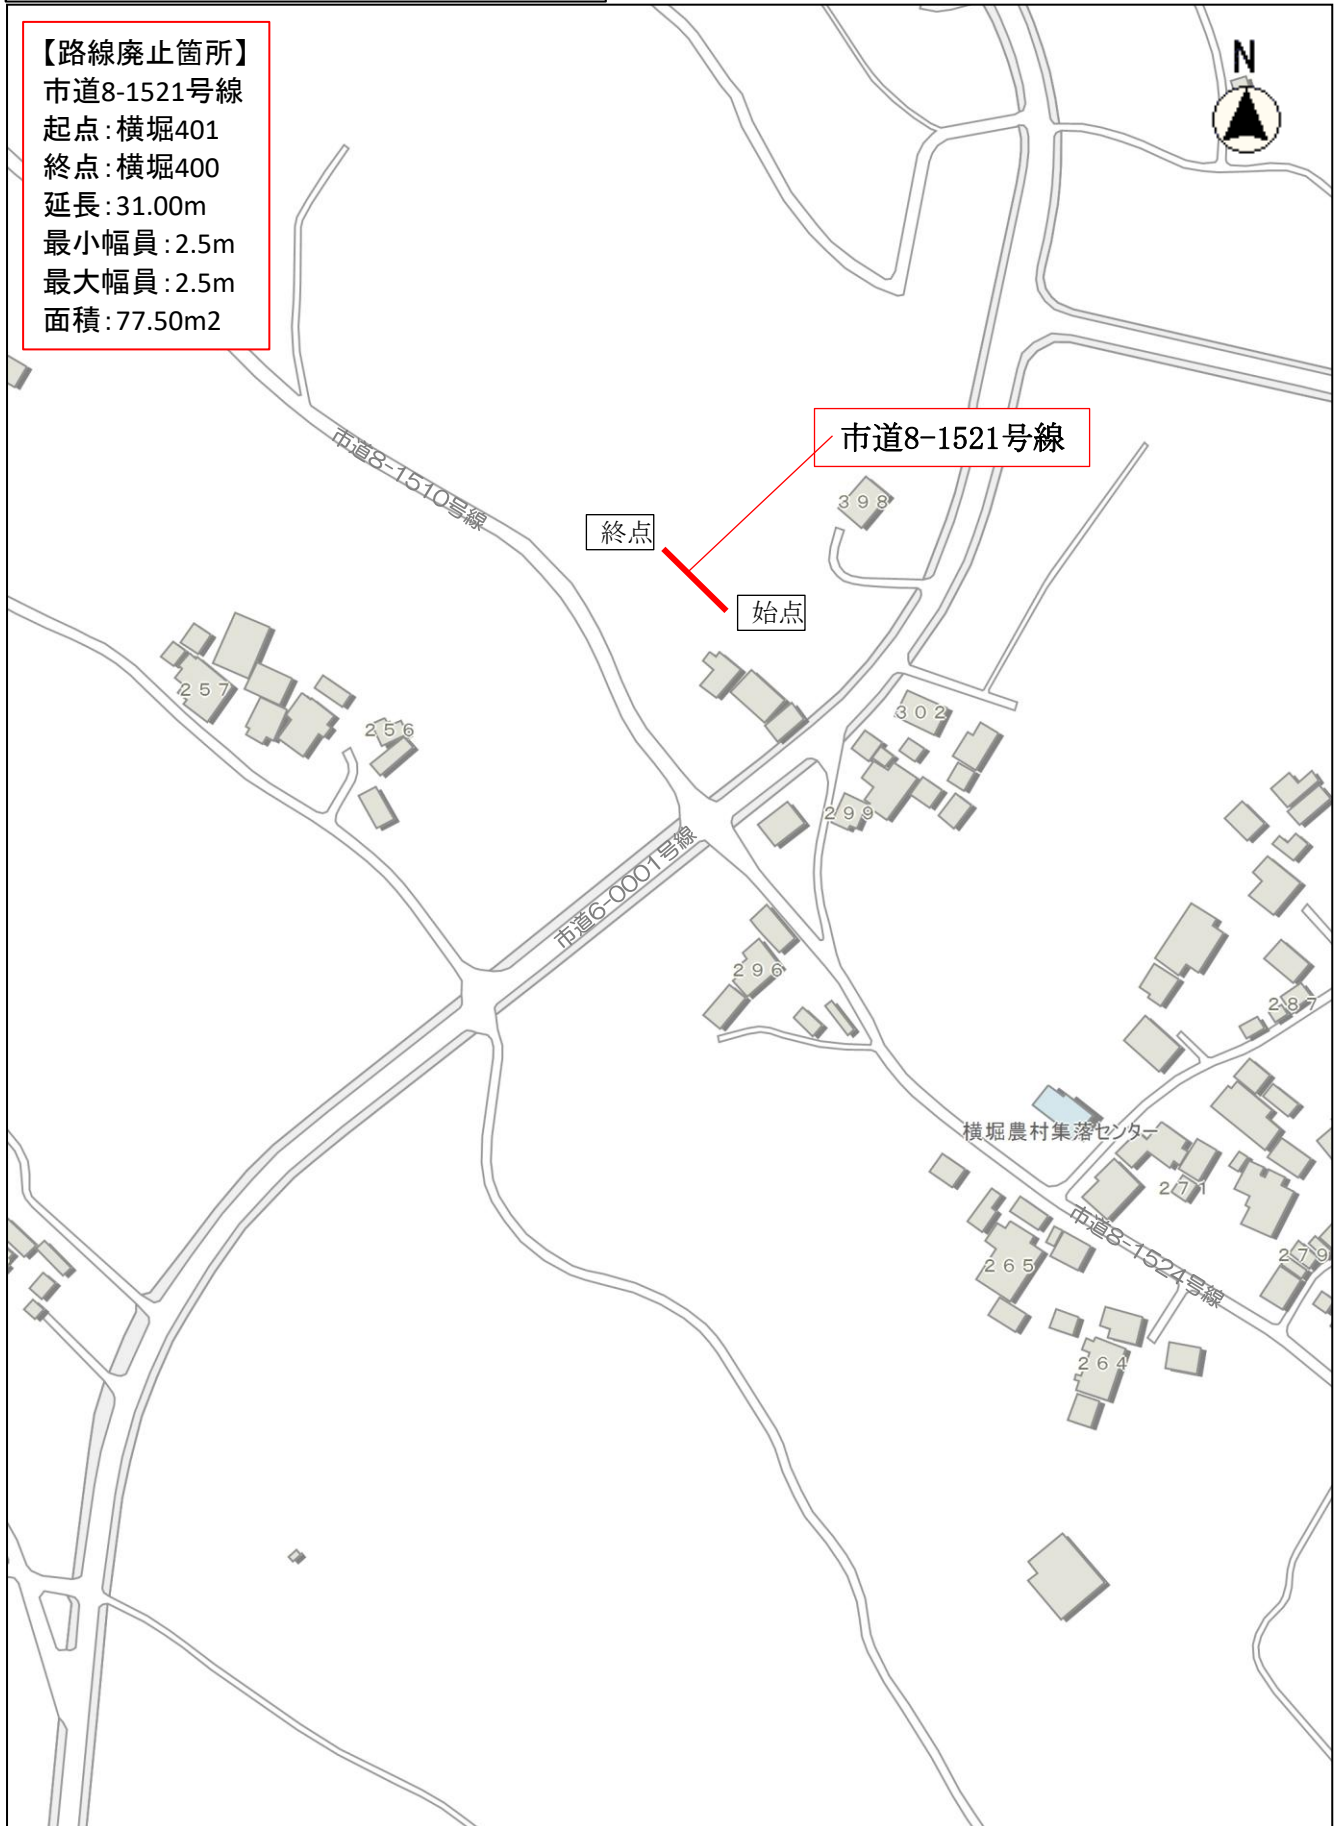 【路線廃止箇所】
市道8-1521号線
起点:横堀401
終点:横堀400
延長:31.00m
最小幅員:2.5m
最大幅員:2.5m
面積:77.50m2
N
市道8-1521号線
市道8-1510号線
398
終点
始点
257
256
302
299
市道6-0001号線
296
287
横堀農村集落センター
271
市道8-1524号線
265
279
264